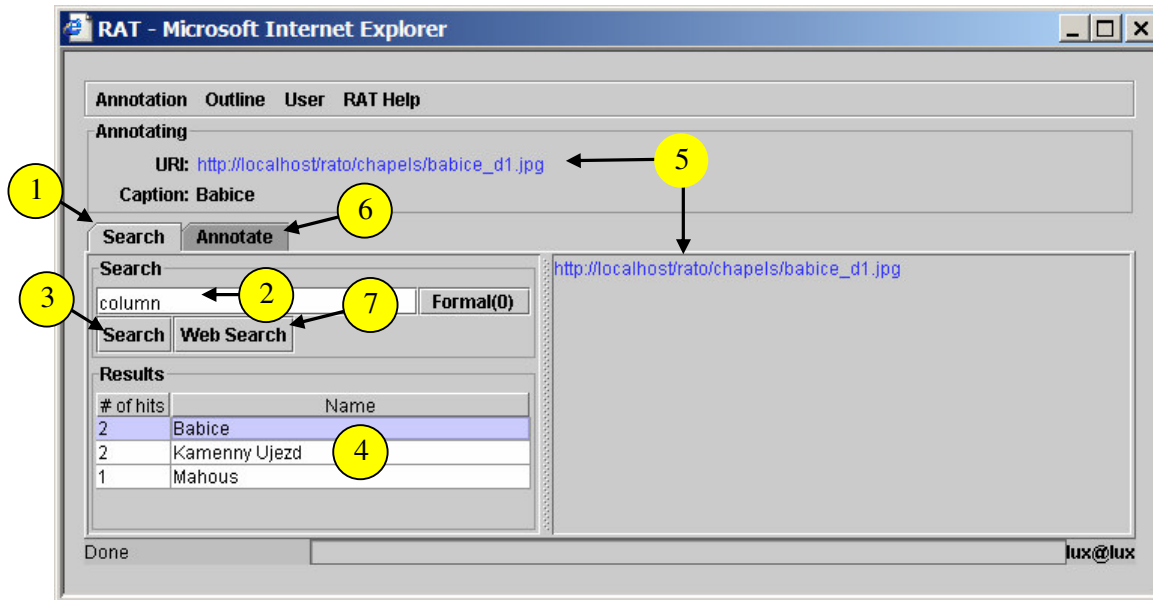 RAT - Microsoft Internet Explorer
Annotation Outline User RAT Help
Annotating
URI: http://localhost/rato/chapels/babice_d1.jpg
5
1
Caption: Babice
6
Search Annotate
Search
http://localhost/rato/chapels/babice_d1.jpg
3
column
2
7
Formal(0)
Search Web Search
Results
# of hits Name
2 Babice
2 Kamenny Ujezd
4
1 Mahous
Done
lux@lux